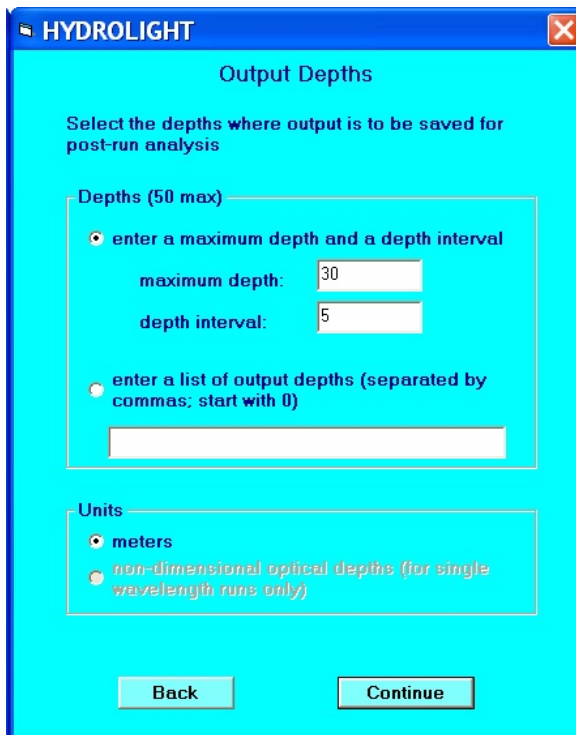 HYDROLIGHT
Output Depths
Select the depths where output is to be saved for
post-run analysis
Depths (50 max)
enter a maximum depth and a depth interval
maximum depth: 30
depth interval: 5
enter a list of output depths (separated by
commas; start with 0)
Units
meters
non-dimensional optical depths (for single
wavelength runs only)
Back Continue